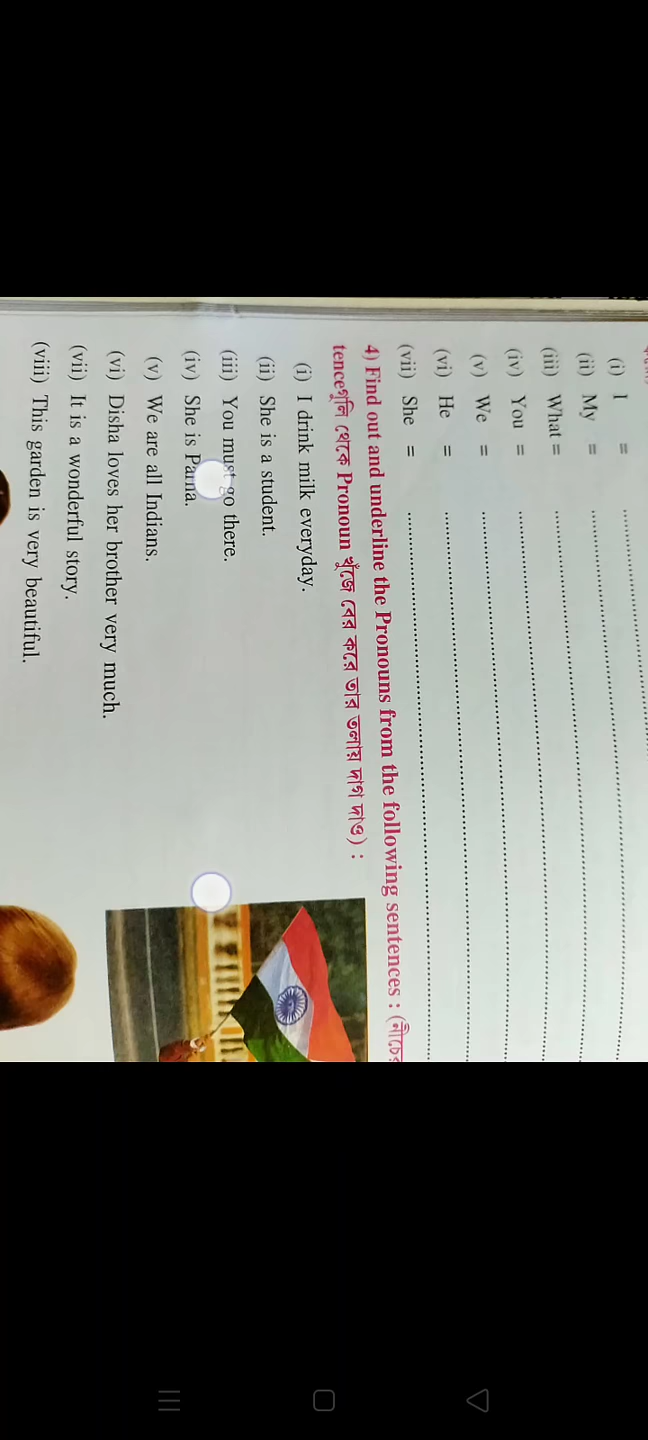 (i) I =
(ii) My =
(iii) What =
(iv) You =
(v) We =
(vi) He =
(vii) She =
4) Find out and underline the Pronouns from the following sentences : (নীচের
tenceগুলি থেকে Pronoun খুঁজে বের করে তার তলায় দাগ দাও) :
(i) I drink milk everyday.
(ii) She is a student.
(iii) You must go there.
(iv) She is
(v) We are all Indians.
(vi) Disha loves her brother very much.
(vii) It is a wonderful story.
(viii) This garden is very beautiful.